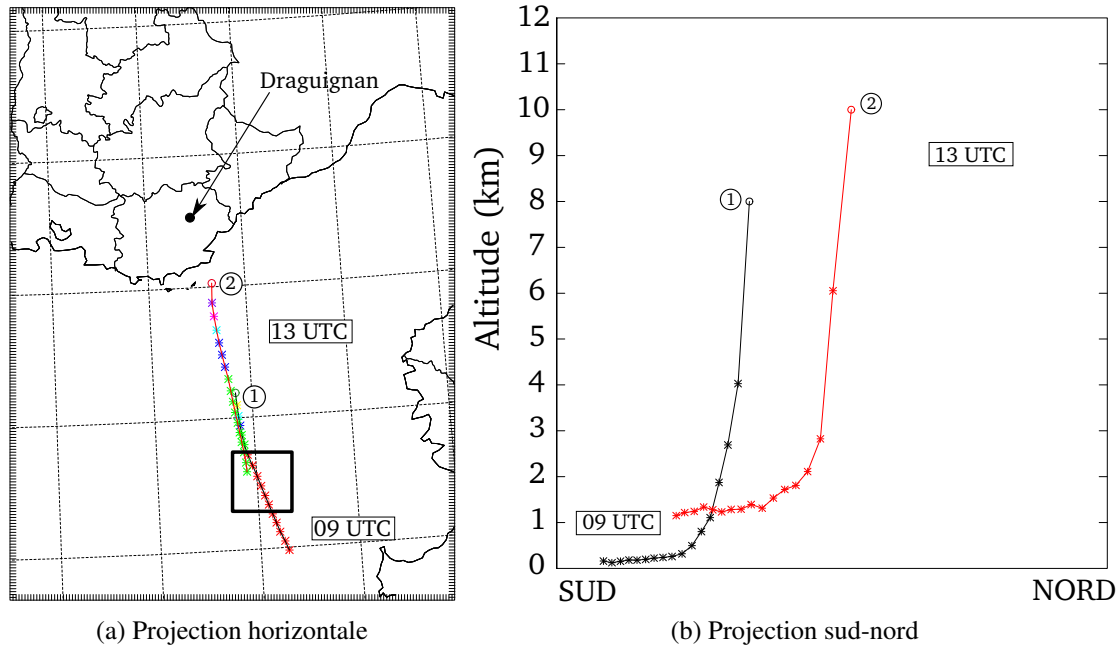 Draguignan
②
13 UTC
①
09 UTC
(a) Projection horizontale
Altitude (km)
12
11
10
9
8
7
6
5
4
3
2
1
0
②
13 UTC
①
09 UTC
SUD
NORD
(b) Projection sud-nord